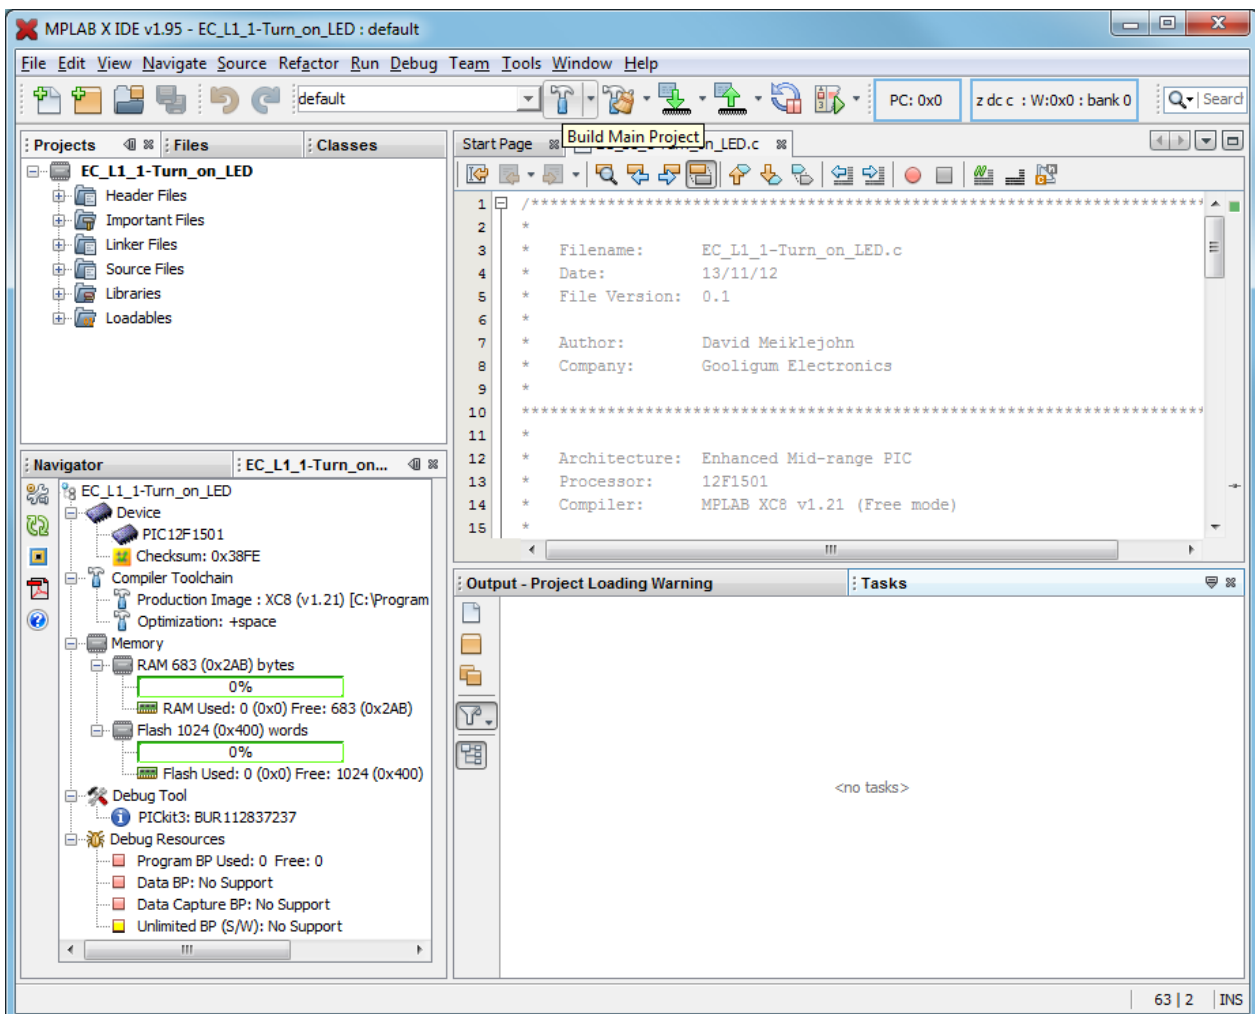 MPLAB X IDE v1.95 - EC_L1_1-Turn_on_LED : default
File Edit View Navigate Source Refactor Run Debug Team Tools Window Help
default
PC: 0x0
z dc c : W:0x0 : bank 0
Search
Build Main Project
Projects
Files
Classes
EC_L1_1-Turn_on_LED
Header Files
Important Files
Linker Files
Source Files
Libraries
Loadables
Start Page
n_LED.c
1 /************************************************************************
2 *
3 * Filename: EC_L1_1-Turn_on_LED.c
4 * Date: 13/11/12
5 * File Version: 0.1
6 *
7 * Author: David Meiklejohn
8 * Company: Gooligum Electronics
9 *
10 ************************************************************************
11 *
12 * Architecture: Enhanced Mid-range PIC
13 * Processor: 12F1501
14 * Compiler: MPLAB XC8 v1.21 (Free mode)
15 *
Navigator
EC_L1_1-Turn_on...
EC_L1_1-Turn_on_LED
Device
PIC12F1501
Checksum: 0x38FE
Compiler Toolchain
Production Image : XC8 (v1.21) [C:\Program
Optimization: +space
Memory
RAM 683 (0x2AB) bytes
0%
RAM Used: 0 (0x0) Free: 683 (0x2AB)
Flash 1024 (0x400) words
0%
Flash Used: 0 (0x0) Free: 1024 (0x400)
Debug Tool
PICkit3: BUR112837237
Debug Resources
Program BP Used: 0 Free: 0
Data BP: No Support
Data Capture BP: No Support
Unlimited BP (S/W): No Support
Output - Project Loading Warning
Tasks
<no tasks>
63 | 2
INS